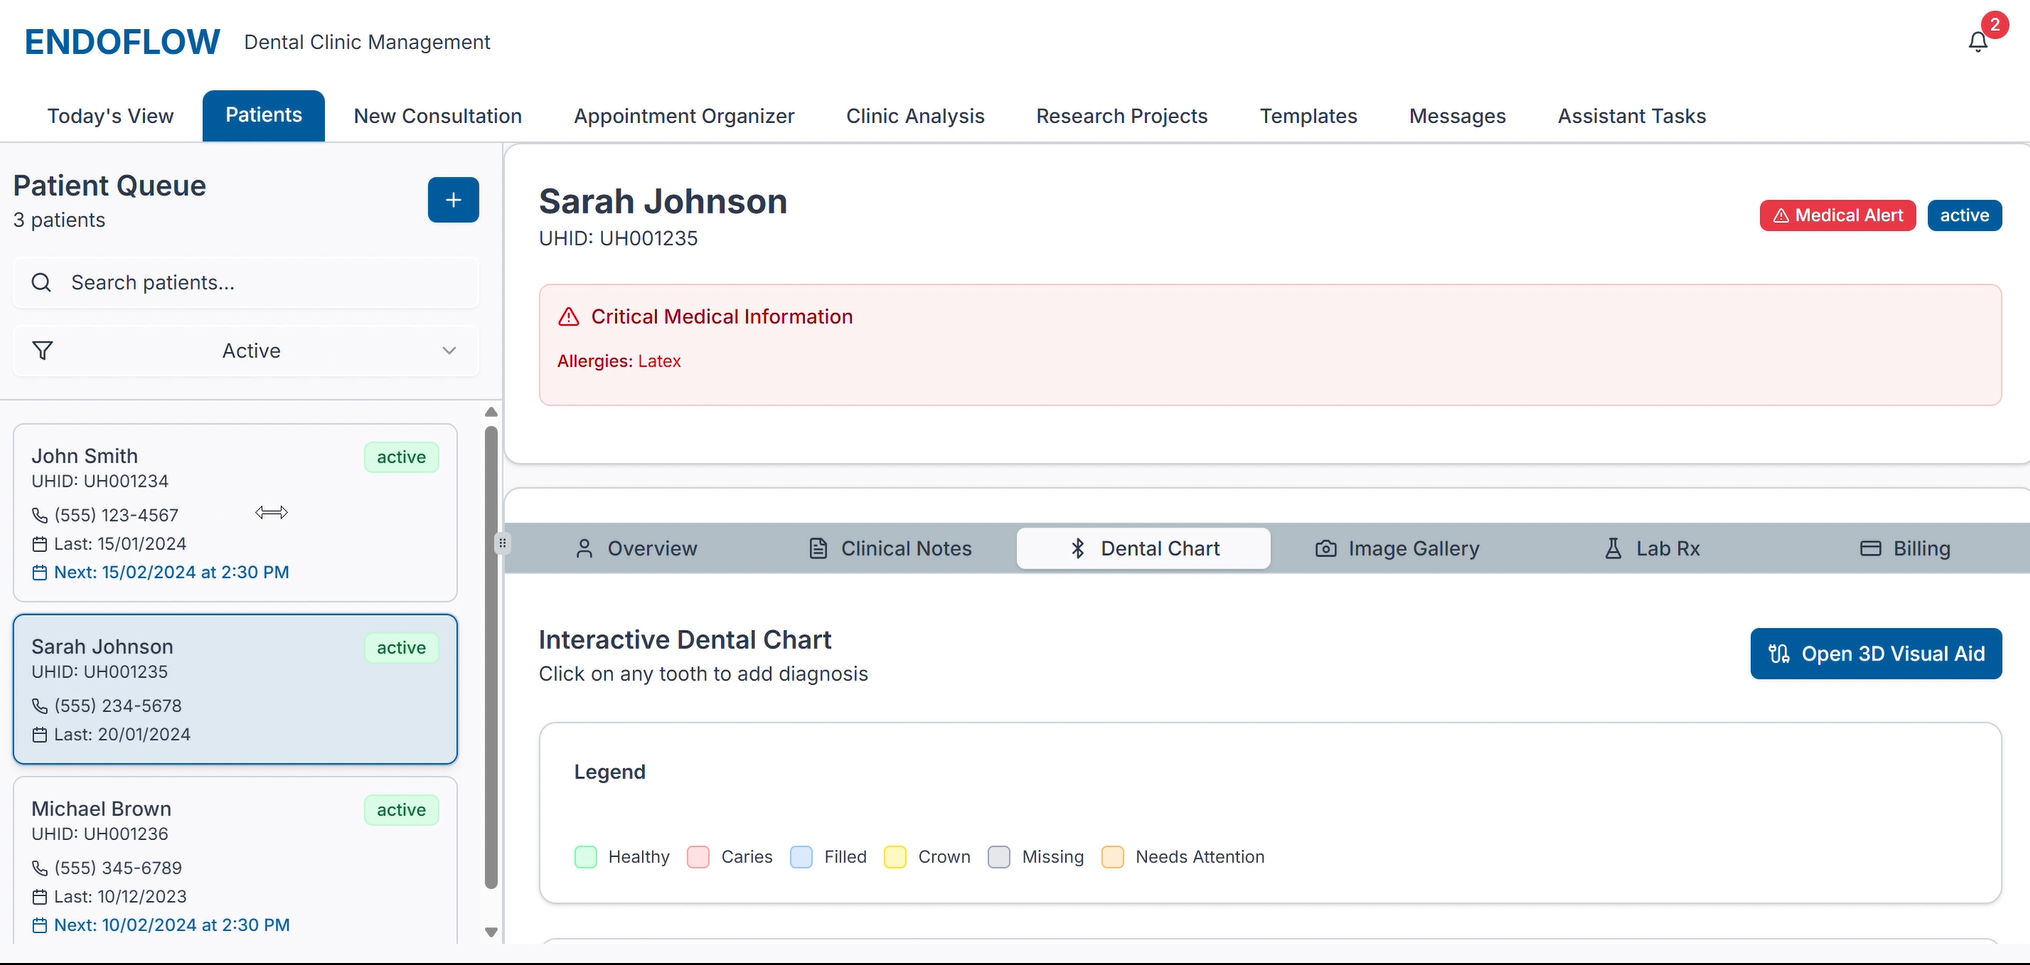 ENDOFLOW Dental Clinic Management
2
Today's View Patients New Consultation Appointment Organizer Clinic Analysis Research Projects Templates Messages Assistant Tasks
Patient Queue
3 patients
+
Search patients...
Active
John Smith active
UHID: UH001234
(555) 123-4567
Last: 15/01/2024
Next: 15/02/2024 at 2:30 PM
Sarah Johnson active
UHID: UH001235
(555) 234-5678
Last: 20/01/2024
Michael Brown active
UHID: UH001236
(555) 345-6789
Last: 10/12/2023
Next: 10/02/2024 at 2:30 PM
Sarah Johnson
UHID: UH001235
Medical Alert active
Critical Medical Information
Allergies: Latex
Overview Clinical Notes Dental Chart Image Gallery Lab Rx Billing
Interactive Dental Chart
Click on any tooth to add diagnosis
Open 3D Visual Aid
Legend
Healthy Caries Filled Crown Missing Needs Attention